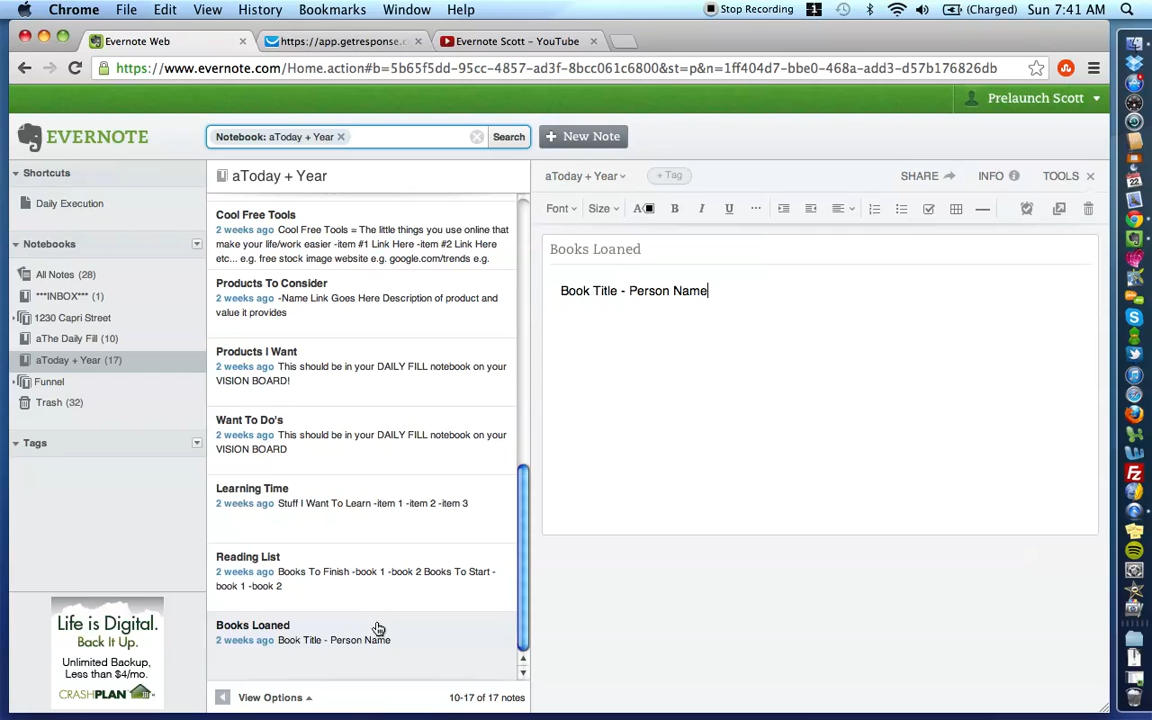 Chrome File Edit View History Bookmarks Window Help Stop Recording 1 (Charged) Sun 7:41 AM
Evernote Web × https://app.getresponse.c × Evernote Scott – YouTube ×
https://www.evernote.com/Home.action#b=5b65f5dd-95cc-4857-ad3f-8bcc061c6800&st=p&n=1ff404d7-bbe0-468a-add3-d57b176826db
Prelaunch Scott
EVERNOTE
Notebook: aToday + Year × Search + New Note
Shortcuts
Daily Execution
Notebooks
All Notes (28)
***INBOX*** (1)
1230 Capri Street
aThe Daily Fill (10)
aToday + Year (17)
Funnel
Trash (32)
Tags
Life is Digital.
Back It Up.
Unlimited Backup,
Less than $4/mo.
CRASHPLAN
aToday + Year
Cool Free Tools
2 weeks ago Cool Free Tools = The little things you use online that
make your life/work easier -item #1 Link Here -item #2 Link Here
etc... e.g. free stock image website e.g. google.com/trends e.g.
Products To Consider
2 weeks ago -Name Link Goes Here Description of product and
value it provides
Products I Want
2 weeks ago This should be in your DAILY FILL notebook on your
VISION BOARD!
Want To Do's
2 weeks ago This should be in your DAILY FILL notebook on your
VISION BOARD
Learning Time
2 weeks ago Stuff I Want To Learn -item 1 -item 2 -item 3
Reading List
2 weeks ago Books To Finish -book 1 -book 2 Books To Start -
book 1 -book 2
Books Loaned
2 weeks ago Book Title - Person Name
View Options 10-17 of 17 notes
aToday + Year + Tag SHARE INFO TOOLS ×
Font Size A B I U ...
Books Loaned
Book Title - Person Name